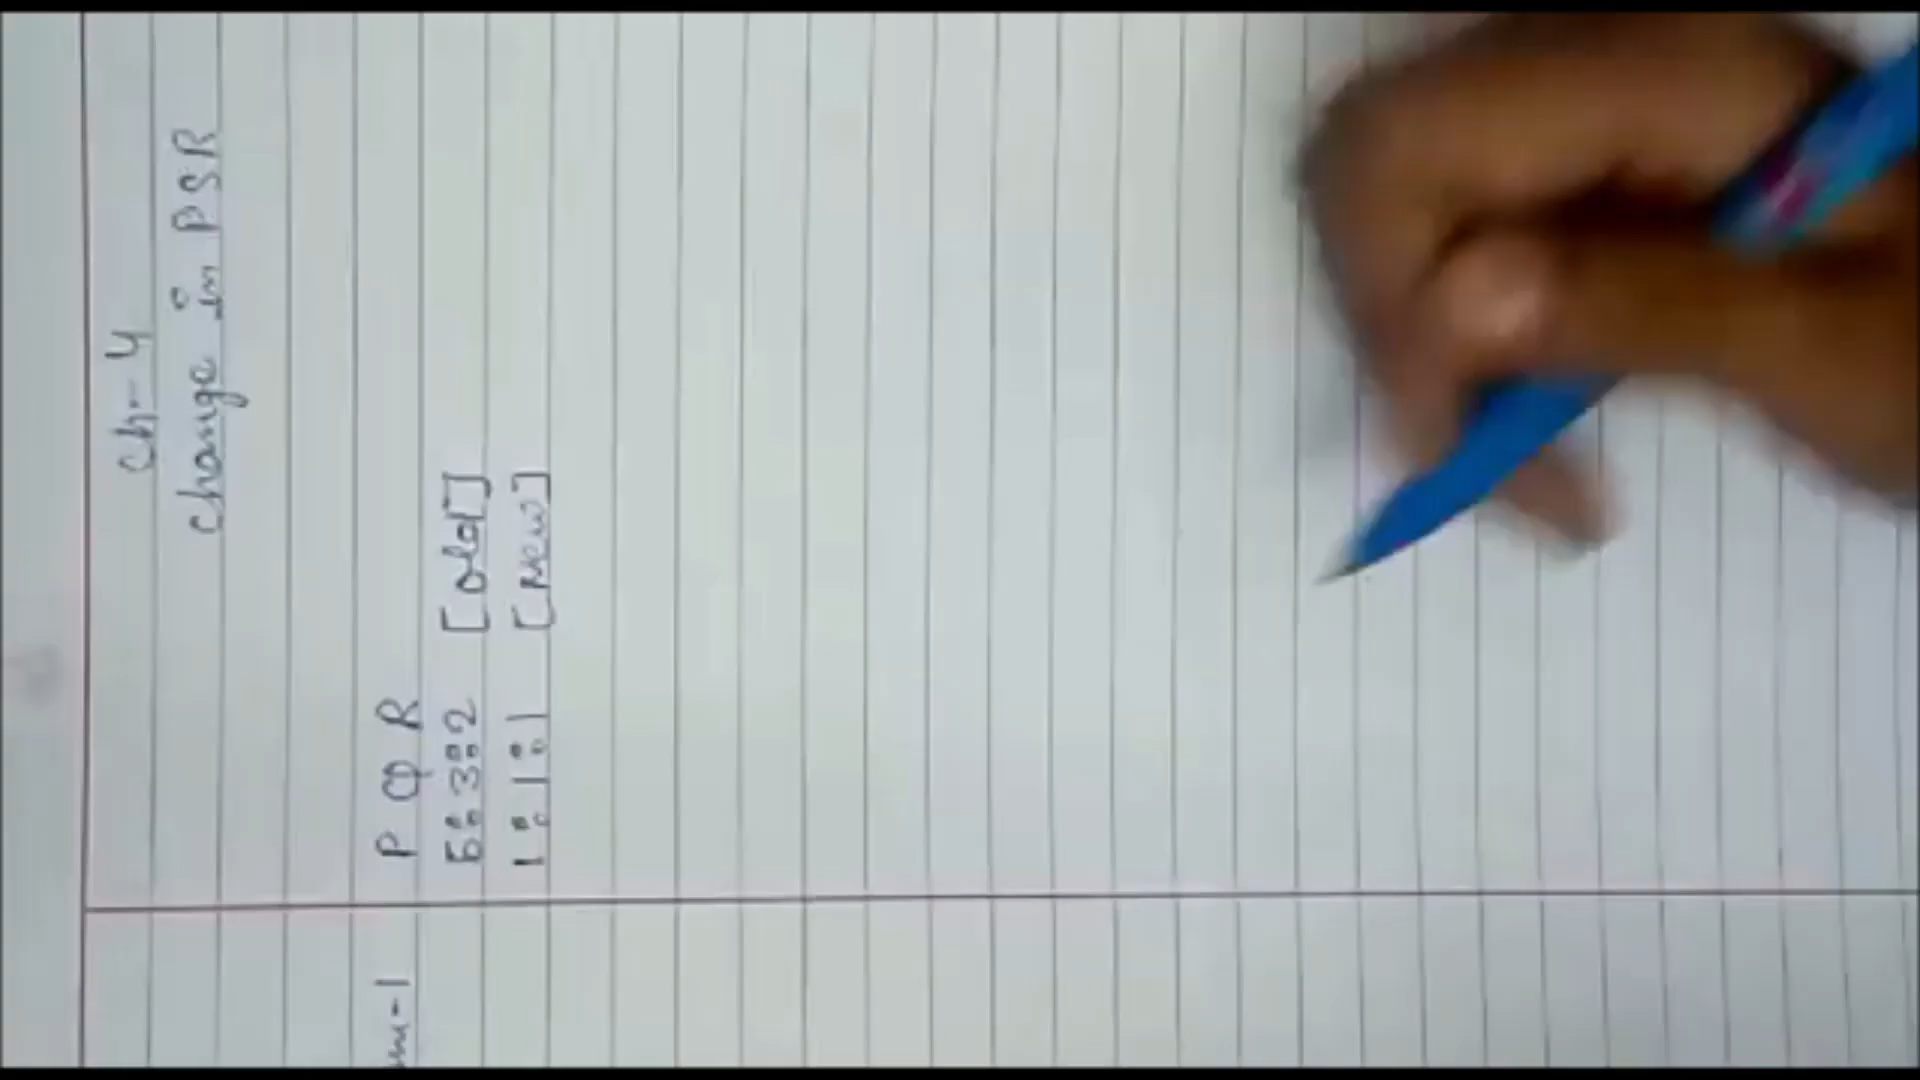 Ch-4
Change in PSR
P Q R
5:3:2 [Old]
1:1:1 [New]